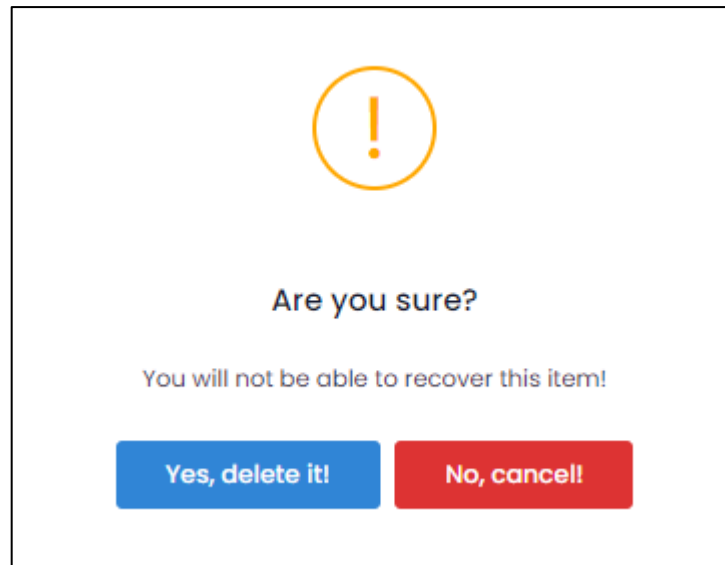 !
Are you sure?
You will not be able to recover this item!
Yes, delete it! No, cancel!